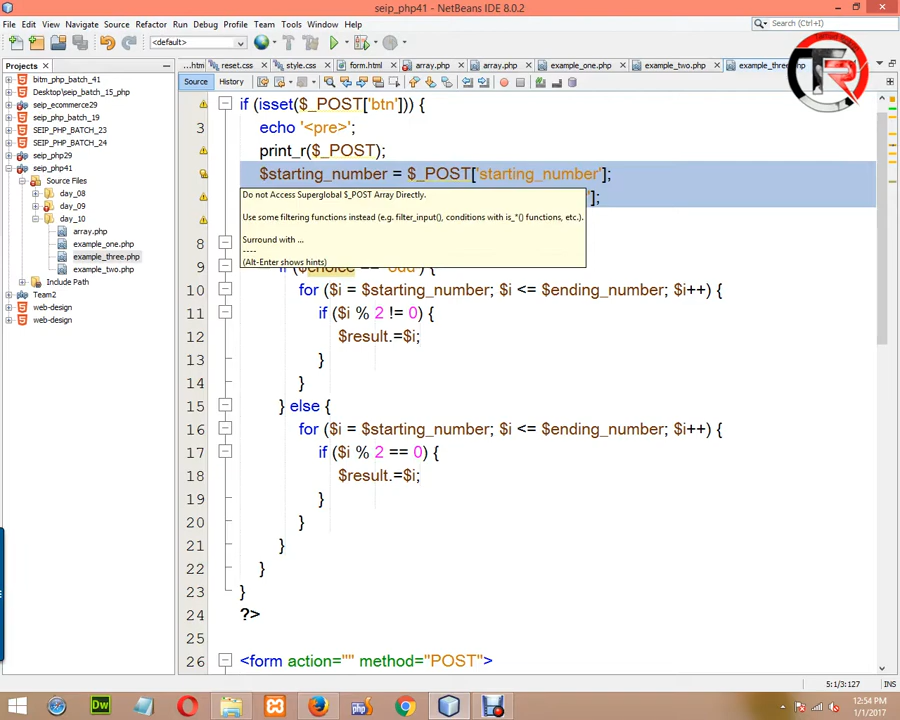 seip_php41 - NetBeans IDE 8.0.2
File Edit View Navigate Source Refactor Run Debug Profile Team Tools Window Help
Search (Ctrl+I)
<default>
Projects
...htm reset.css style.css form.html array.php array.php example_one.php example_two.php example_three.php
Source History
bitm_php_batch_41
Desktop\seip_batch_15_php
seip_ecommerce29
seip_php_batch_19
SEIP_PHP_BATCH_23
SEIP_PHP_BATCH_24
seip_php29
seip_php41
Source Files
day_08
day_09
day_10
array.php
example_one.php
example_three.php
example_two.php
Include Path
Team2
web-design
web-design
if (isset($_POST['btn'])) {
3 echo '<pre>';
print_r($_POST);
$starting_number = $_POST['starting_number'];
'];
Do not Access Superglobal $_POST Array Directly.
Use some filtering functions instead (e.g. filter_input(), conditions with is_*() functions, etc.).
Surround with ...
----
(Alt-Enter shows hints)
8
9 if ($choice == 'odd') {
10 for ($i = $starting_number; $i <= $ending_number; $i++) {
11 if ($i % 2 != 0) {
12 $result.=$i;
13 }
14 }
15 } else {
16 for ($i = $starting_number; $i <= $ending_number; $i++) {
17 if ($i % 2 == 0) {
18 $result.=$i;
19 }
20 }
21 }
22 }
23 }
24 ?>
25
26 <form action="" method="POST">
5:1/3:127 INS
Dw
12:54 PM
1/1/2017